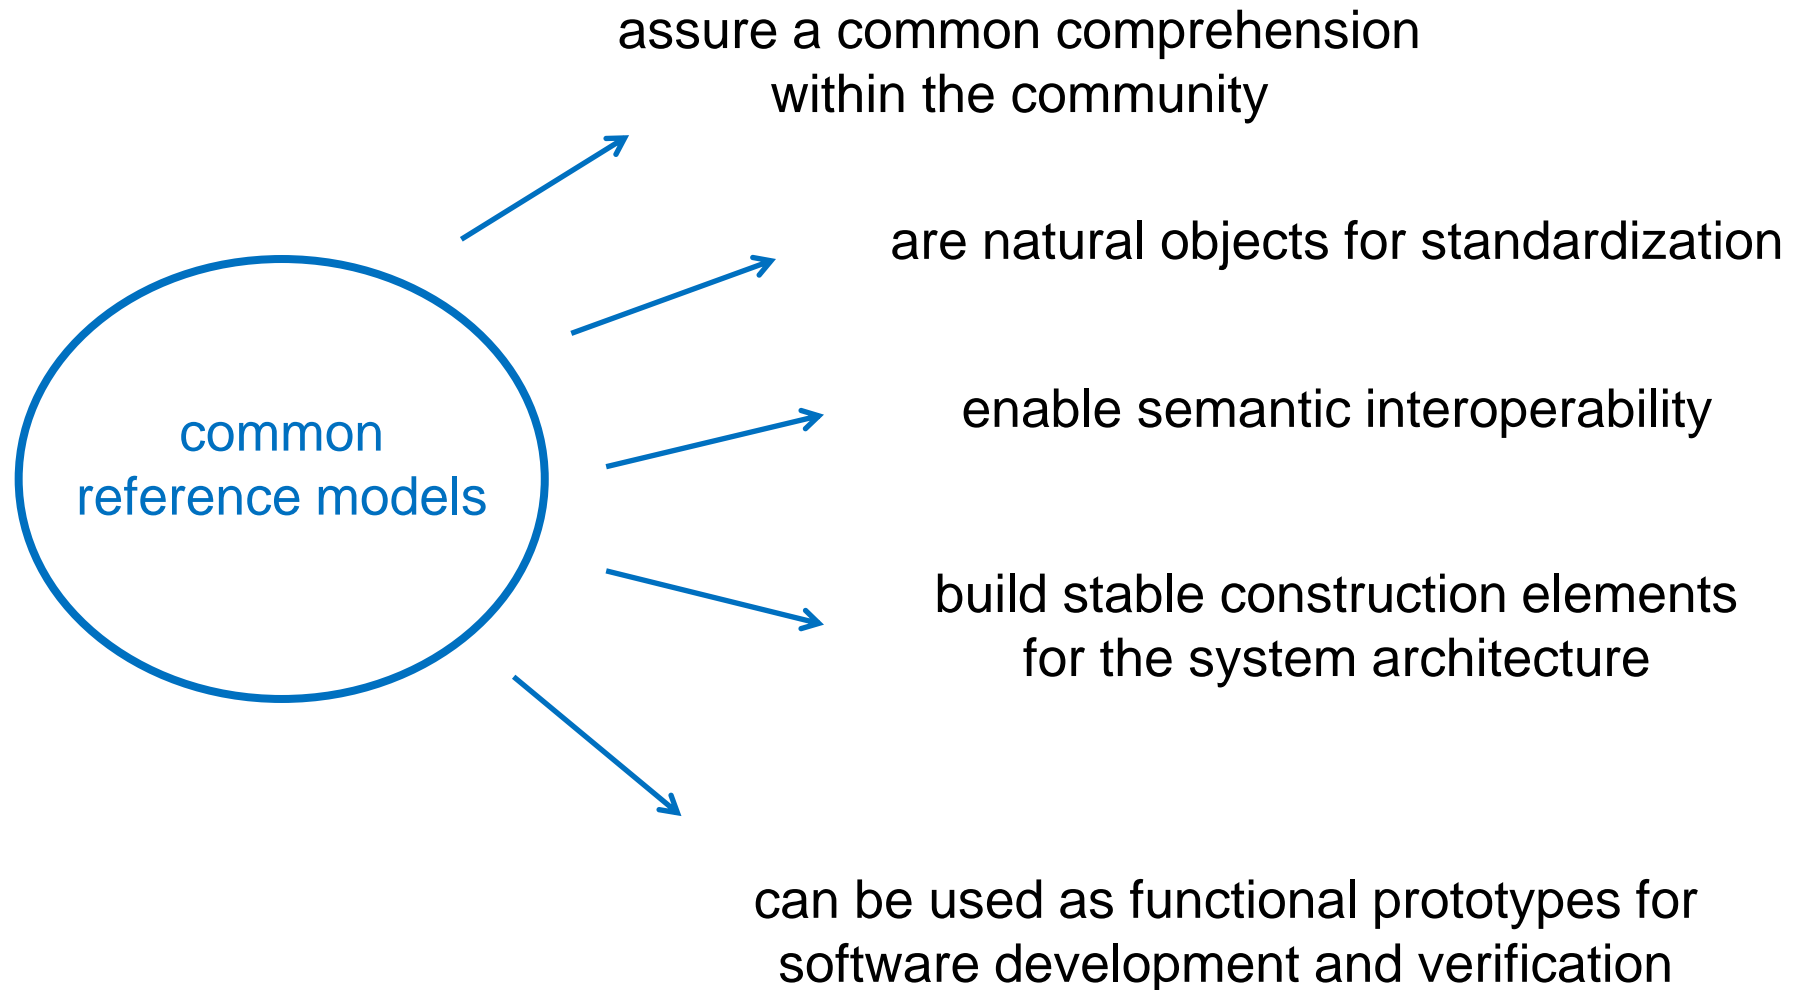 assure a common comprehension
within the community
are natural objects for standardization
enable semantic interoperability
common
reference models
build stable construction elements
for the system architecture
can be used as functional prototypes for
software development and verification